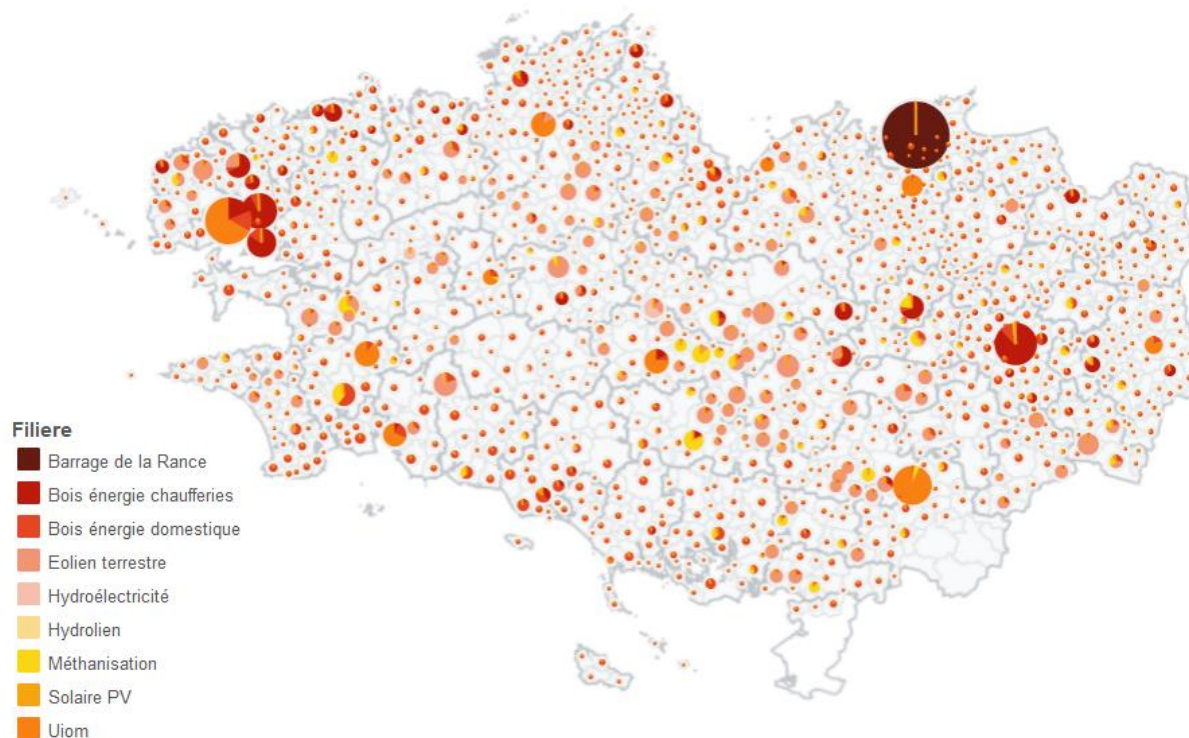 Filiere
Barrage de la Rance
Bois énergie chaufferies
Bois énergie domestique
Eolien terrestre
Hydroélectricité
Hydrolien
Méthanisation
Solaire PV
Uiom